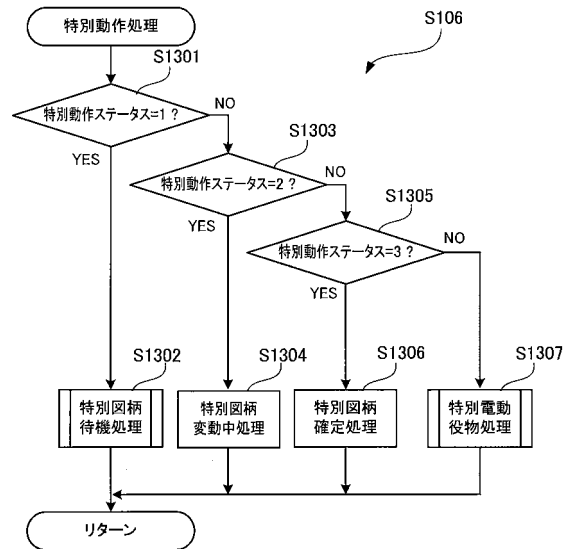 特別動作処理
S106
S1301
特別動作ステータス=1 ?
NO
YES
S1303
特別動作ステータス=2 ?
NO
YES
S1305
特別動作ステータス=3 ?
NO
YES
S1302
特別図柄
待機処理
S1304
特別図柄
変動中処理
S1306
特別図柄
確定処理
S1307
特別電動
役物処理
リターン